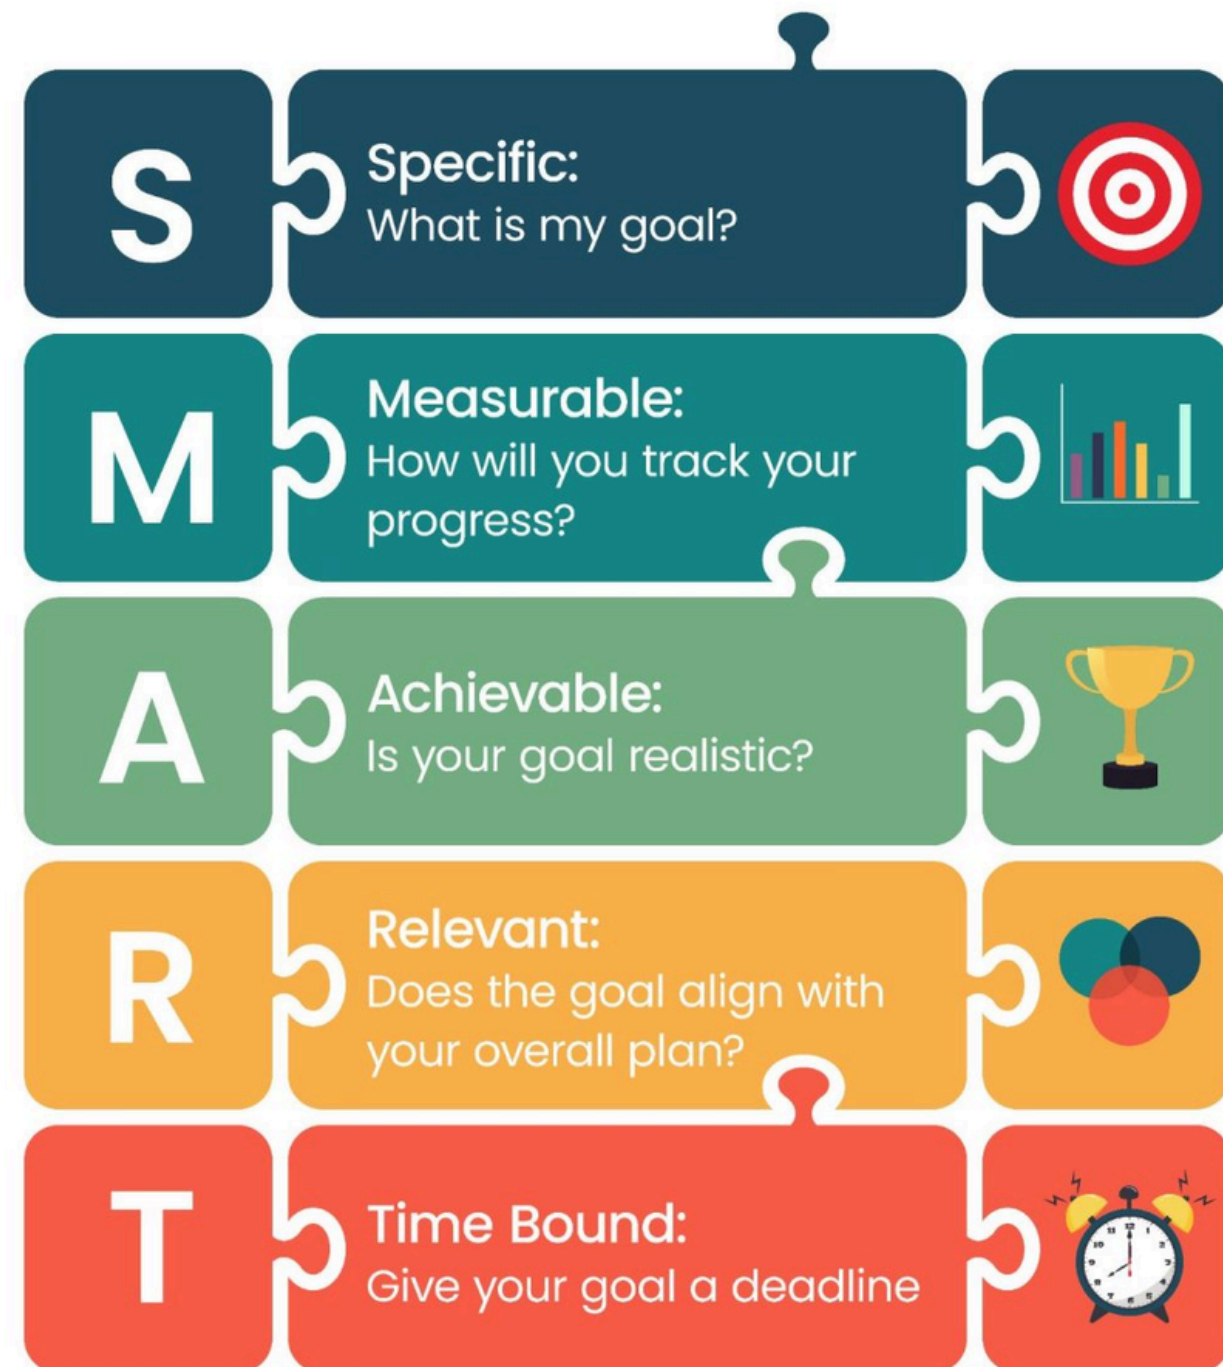 S
Specific:
What is my goal?
M
Measurable:
How will you track your
progress?
A
Achievable:
Is your goal realistic?
R
Relevant:
Does the goal align with
your overall plan?
T
Time Bound:
Give your goal a deadline